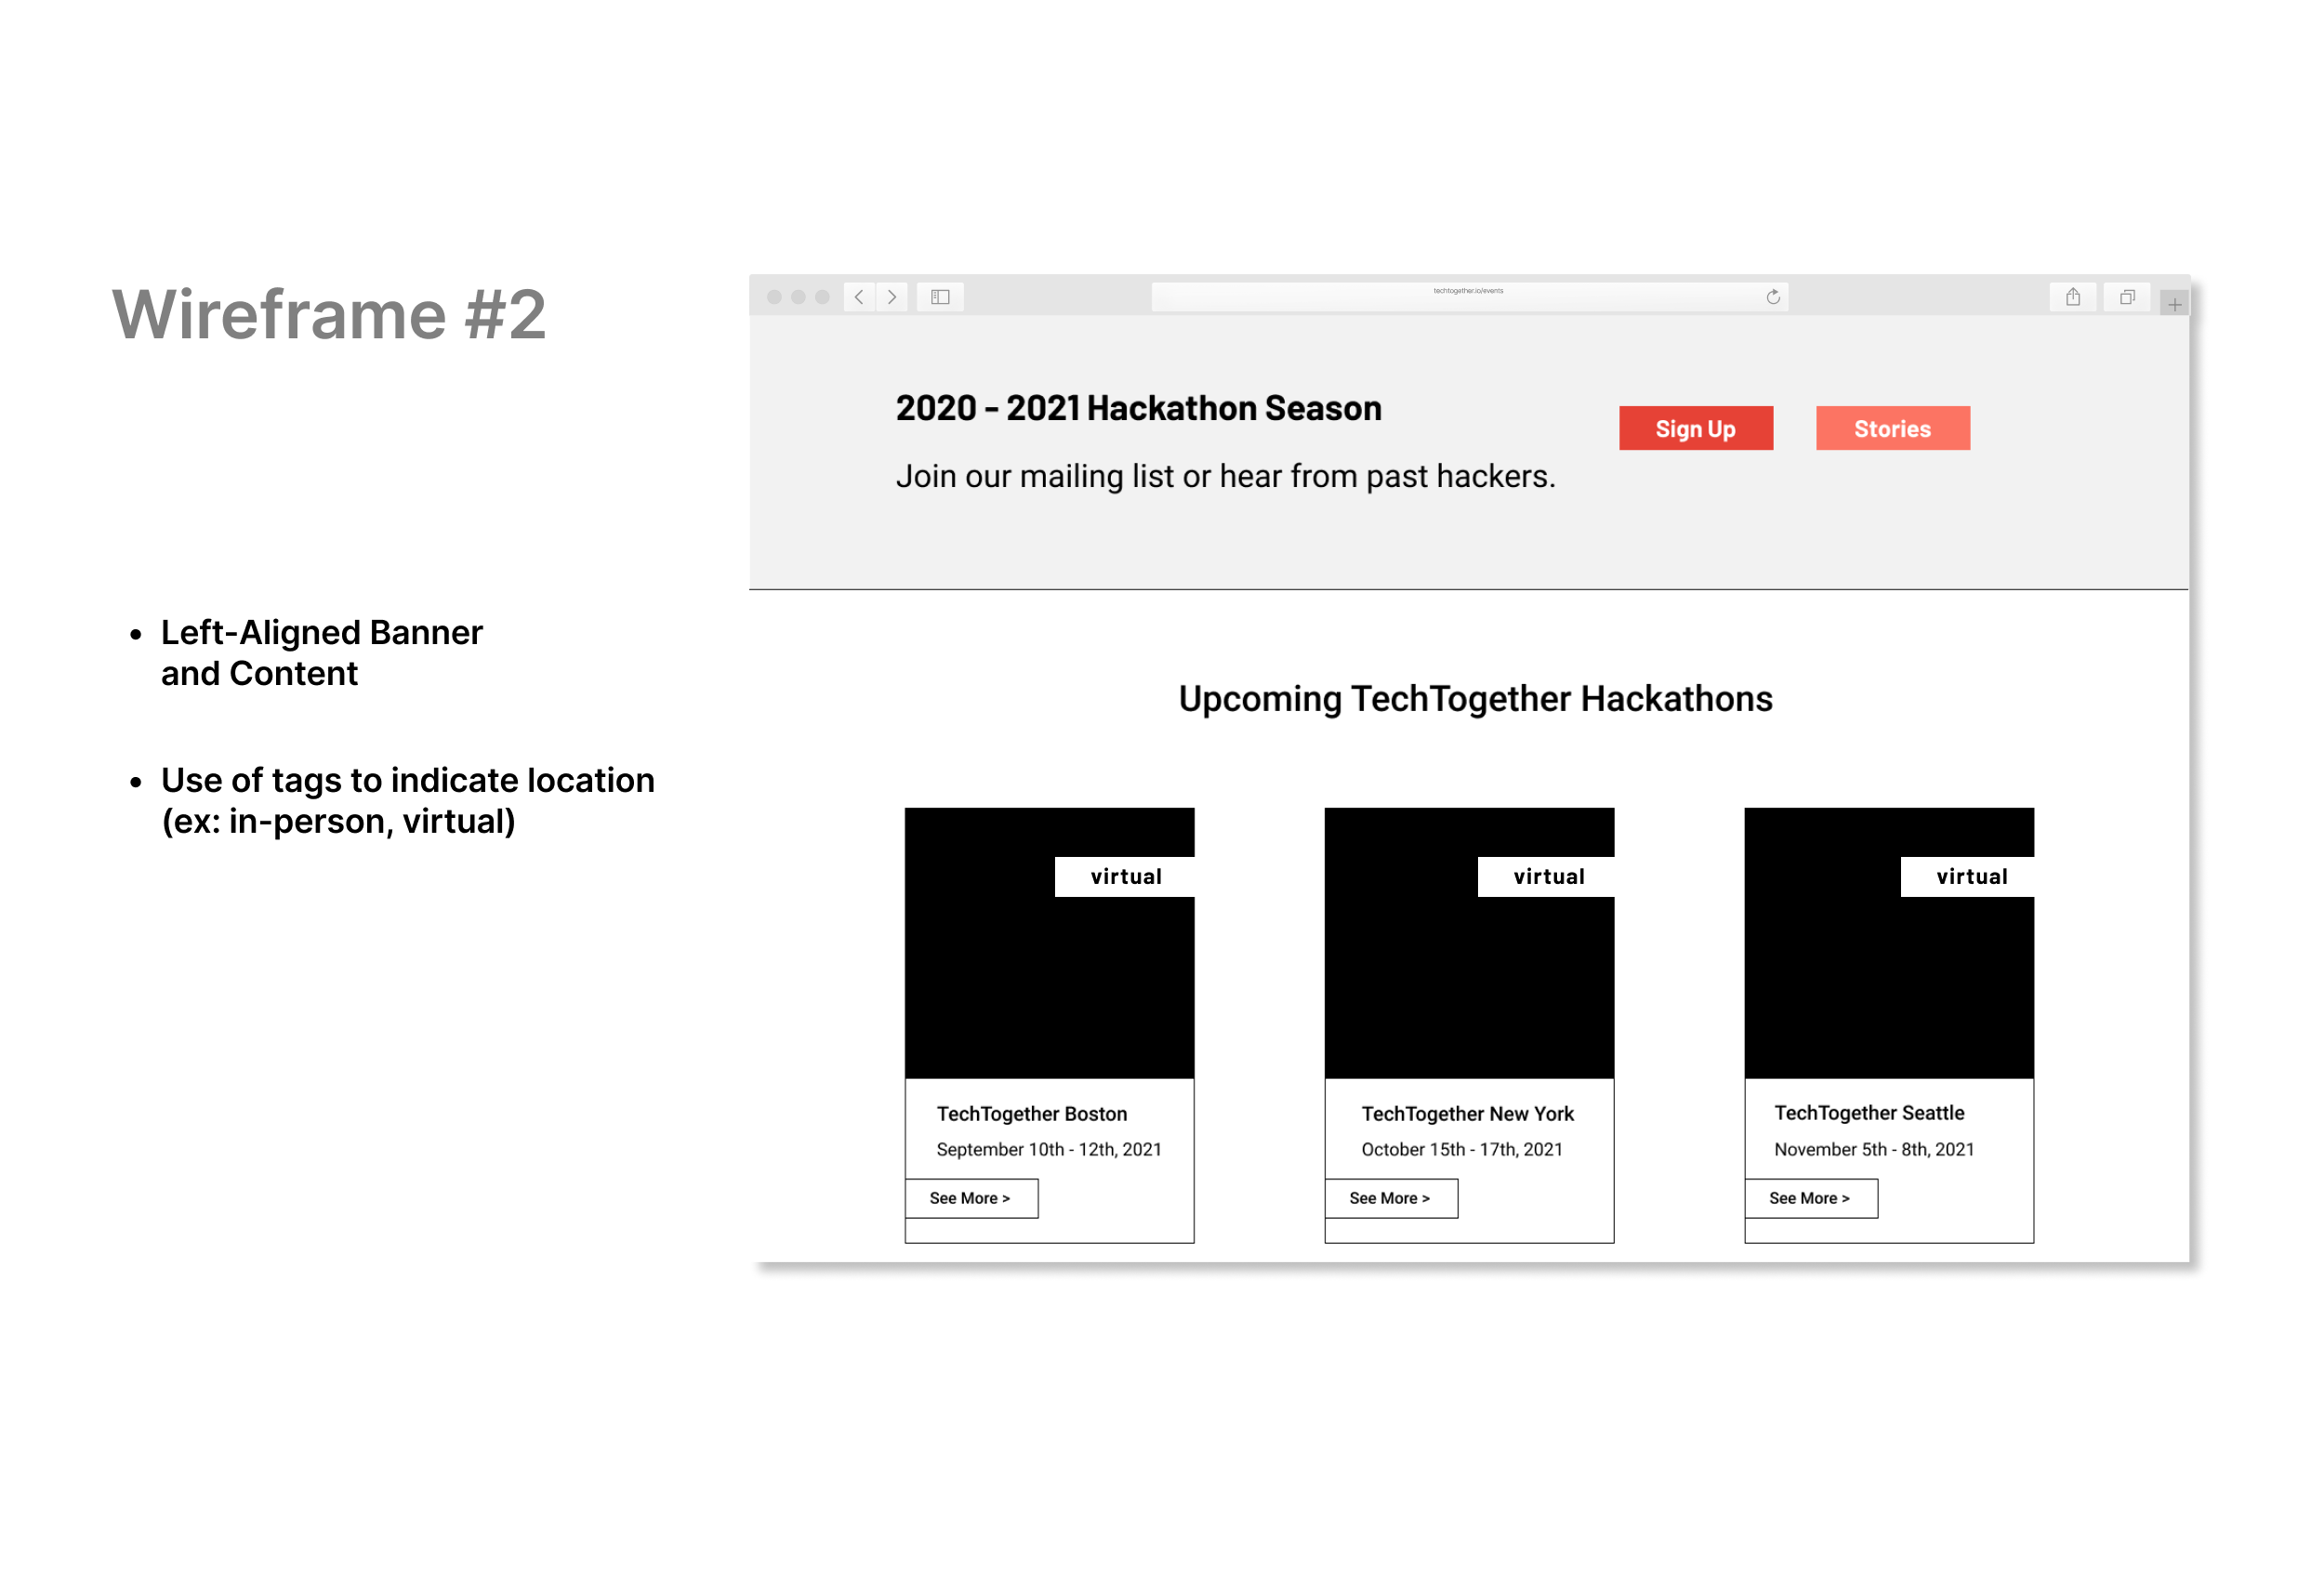 Wireframe #2
• Left-Aligned Banner
and Content
• Use of tags to indicate location
(ex: in-person, virtual)
techtogether.io/events
2020 - 2021 Hackathon Season
Join our mailing list or hear from past hackers.
Sign Up
Stories
Upcoming TechTogether Hackathons
virtual
TechTogether Boston
September 10th - 12th, 2021
See More >
virtual
TechTogether New York
October 15th - 17th, 2021
See More >
virtual
TechTogether Seattle
November 5th - 8th, 2021
See More >